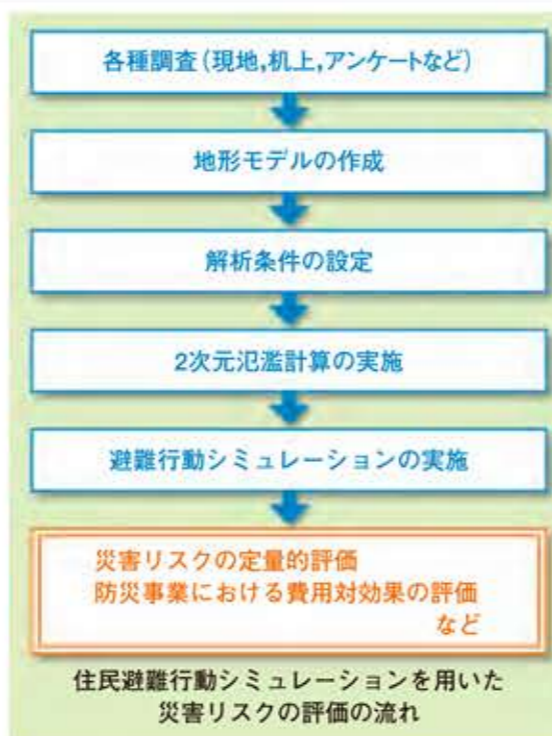 各種調査(現地,机上,アンケートなど)
地形モデルの作成
解析条件の設定
2次元氾濫計算の実施
避難行動シミュレーションの実施
災害リスクの定量的評価
防災事業における費用対効果の評価
など
住民避難行動シミュレーションを用いた
災害リスクの評価の流れ